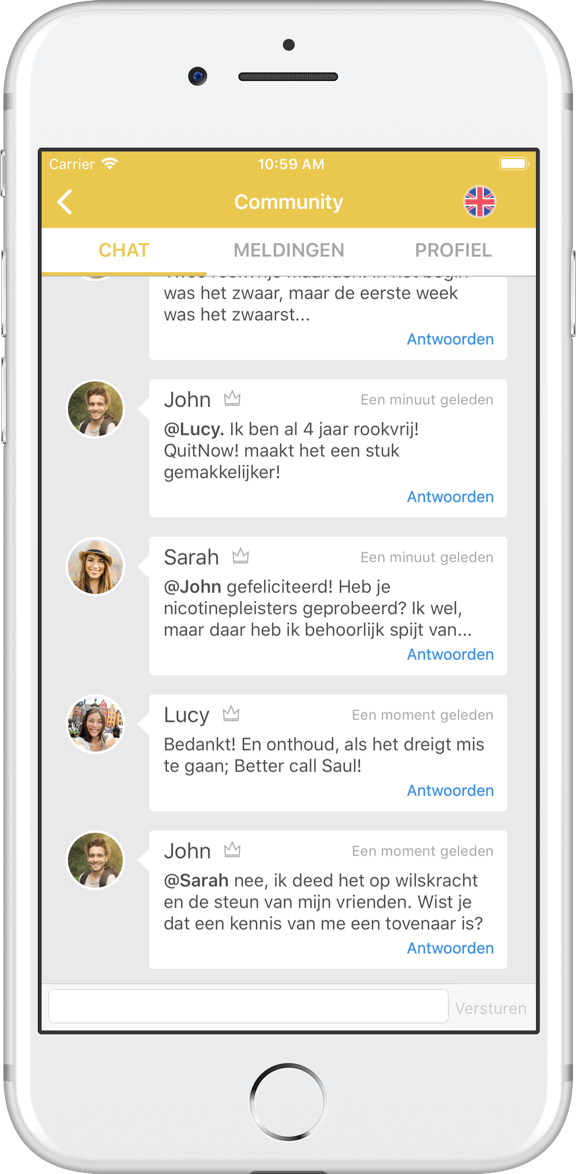 Carrier 10:59 AM
Community
CHAT MELDINGEN PROFIEL
was het zwaar, maar de eerste week
was het zwaarst...
Antwoorden
John Een minuut geleden
@Lucy. Ik ben al 4 jaar rookvrij!
QuitNow! maakt het een stuk
gemakkelijker!
Antwoorden
Sarah Een minuut geleden
@John gefeliciteerd! Heb je
nicotinepleisters geprobeerd? Ik wel,
maar daar heb ik behoorlijk spijt van...
Antwoorden
Lucy Een moment geleden
Bedankt! En onthoud, als het dreigt mis
te gaan; Better call Saul!
Antwoorden
John Een moment geleden
@Sarah nee, ik deed het op wilskracht
en de steun van mijn vrienden. Wist je
dat een kennis van me een tovenaar is?
Antwoorden
Versturen